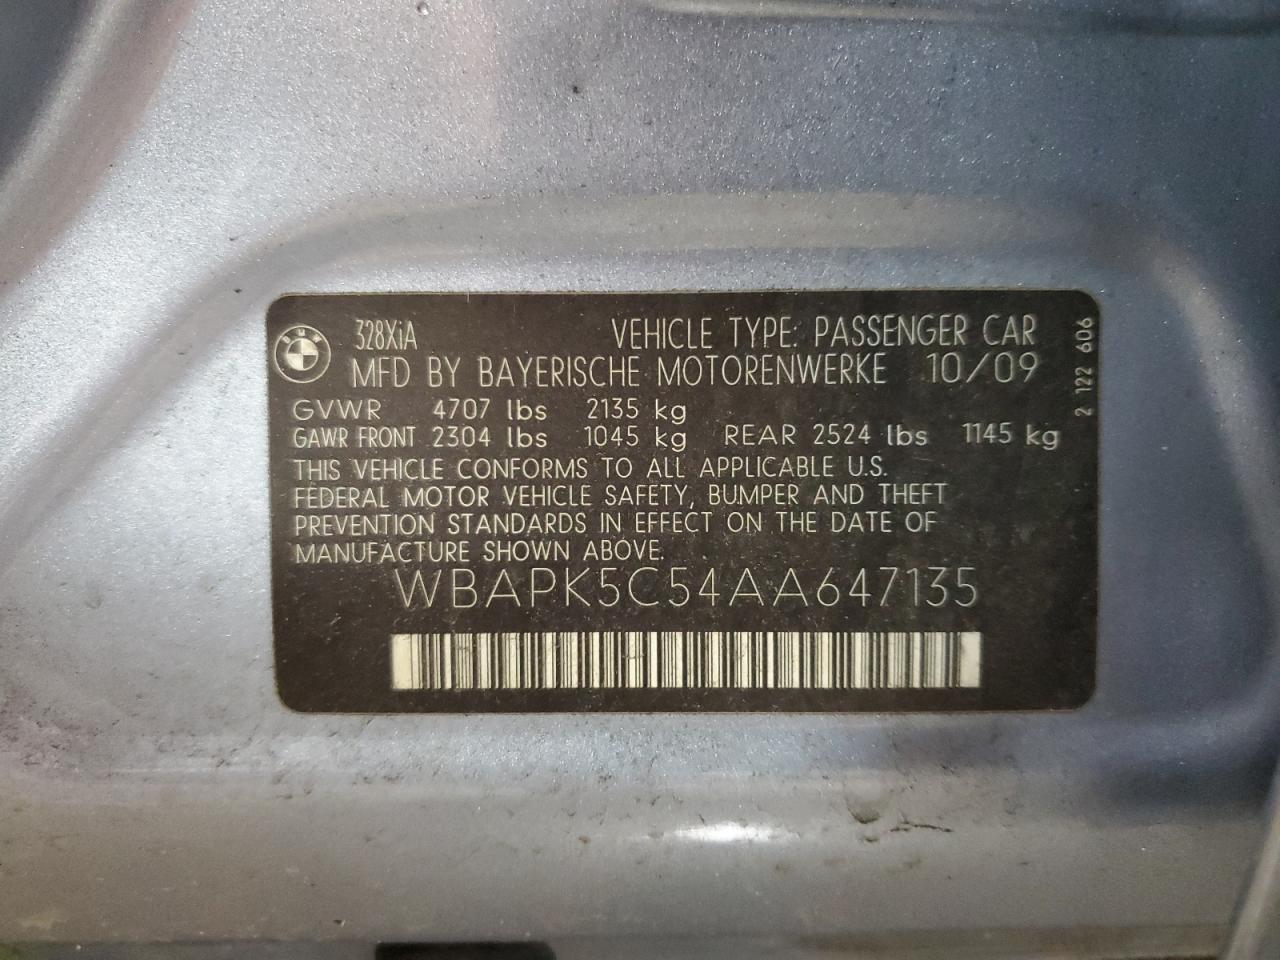 328XiA VEHICLE TYPE: PASSENGER CAR
MFD BY BAYERISCHE MOTORENWERKE 10/09
GVWR 4707 lbs 2135 kg
GAWR FRONT 2304 lbs 1045 kg REAR 2524 lbs 1145 kg
THIS VEHICLE CONFORMS TO ALL APPLICABLE U.S.
FEDERAL MOTOR VEHICLE SAFETY, BUMPER AND THEFT
PREVENTION STANDARDS IN EFFECT ON THE DATE OF
MANUFACTURE SHOWN ABOVE.
WBAPK5C54AA647135
2 122 606
BMW